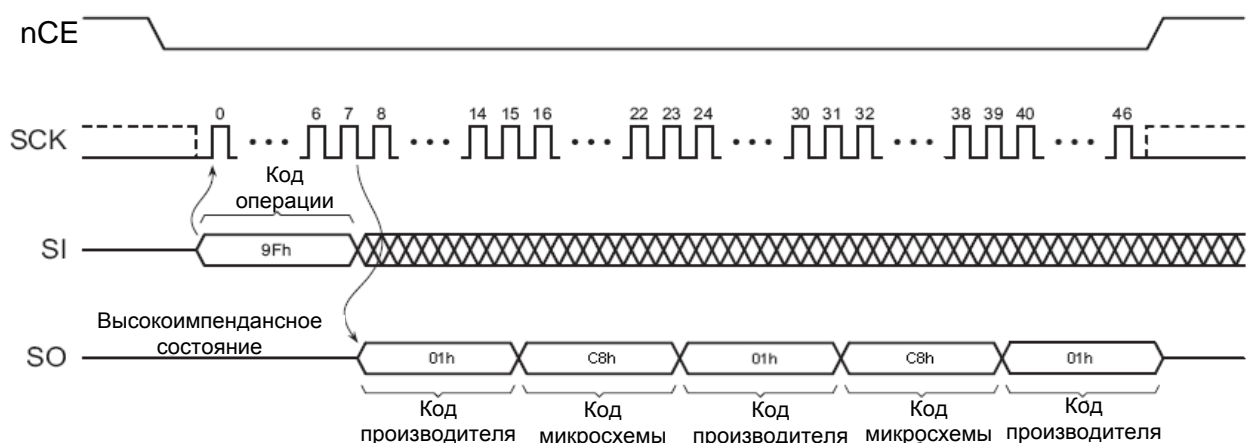 nCE
0 6 7 8 14 15 16 22 23 24 30 31 32 38 39 40 46
SCK
Код
операции
SI 9Fh
Высокоимпендансное
состояние
SO 01h C8h 01h C8h 01h
Код Код Код Код Код
производителя микросхемы производителя микросхемы производителя